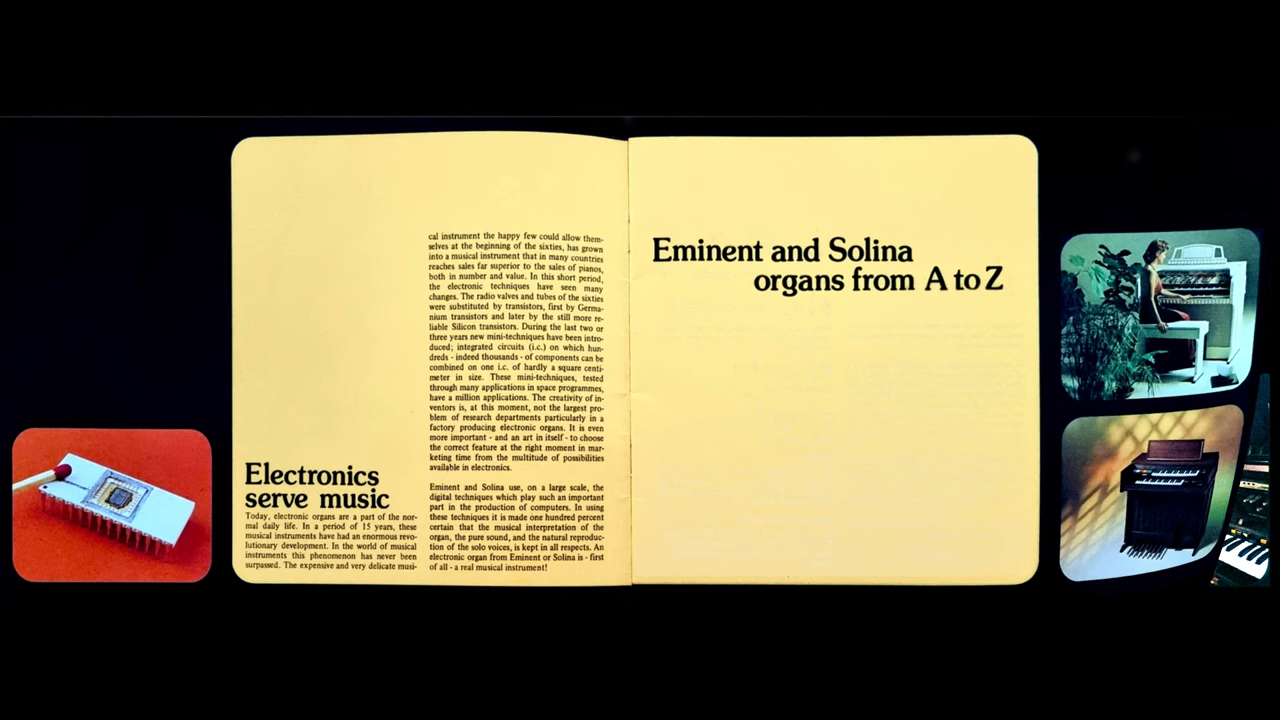 Electronics
serve music
Today, electronic organs are a part of the nor-
mal daily life. In a period of 15 years, these
musical instruments have had an enormous revo-
lutionary development. In the world of musical
instruments this phenomenon has never been
surpassed. The expensive and very delicate musi-
cal instrument the happy few could allow them-
selves at the beginning of the sixties, has grown
into a musical instrument that in many countries
reaches sales far superior to the sales of pianos,
both in number and value. In this short period,
the electronic techniques have seen many
changes. The radio valves and tubes of the sixties
were substituted by transistors, first by Germa-
nium transistors and later by the still more re-
liable Silicon transistors. During the last two or
three years new mini-techniques have been intro-
duced; integrated circuits (i.c.) on which hun-
dreds - indeed thousands - of components can be
combined on one i.c. of hardly a square centi-
meter in size. These mini-techniques, tested
through many applications in space programmes,
have a million applications. The creativity of in-
ventors is, at this moment, not the largest pro-
blem of research departments particularly in a
factory producing electronic organs. It is even
more important - and an art in itself - to choose
the correct feature at the right moment in mar-
keting time from the multitude of possibilities
available in electronics.
Eminent and Solina use, on a large scale, the
digital techniques which play such an important
part in the production of computers. In using
these techniques it is made one hundred percent
certain that the musical interpretation of the
organ, the pure sound, and the natural reproduc-
tion of the solo voices, is kept in all respects. An
electronic organ from Eminent or Solina is - first
of all - a real musical instrument!
Eminent and Solina
organs from A to Z